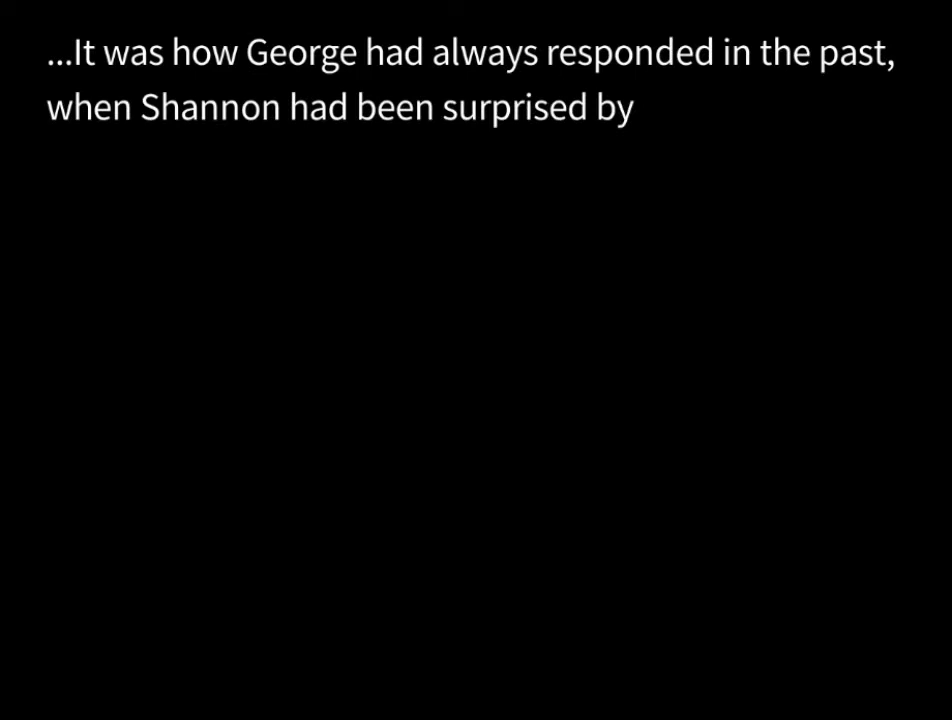 ...It was how George had always responded in the past,
when Shannon had been surprised by